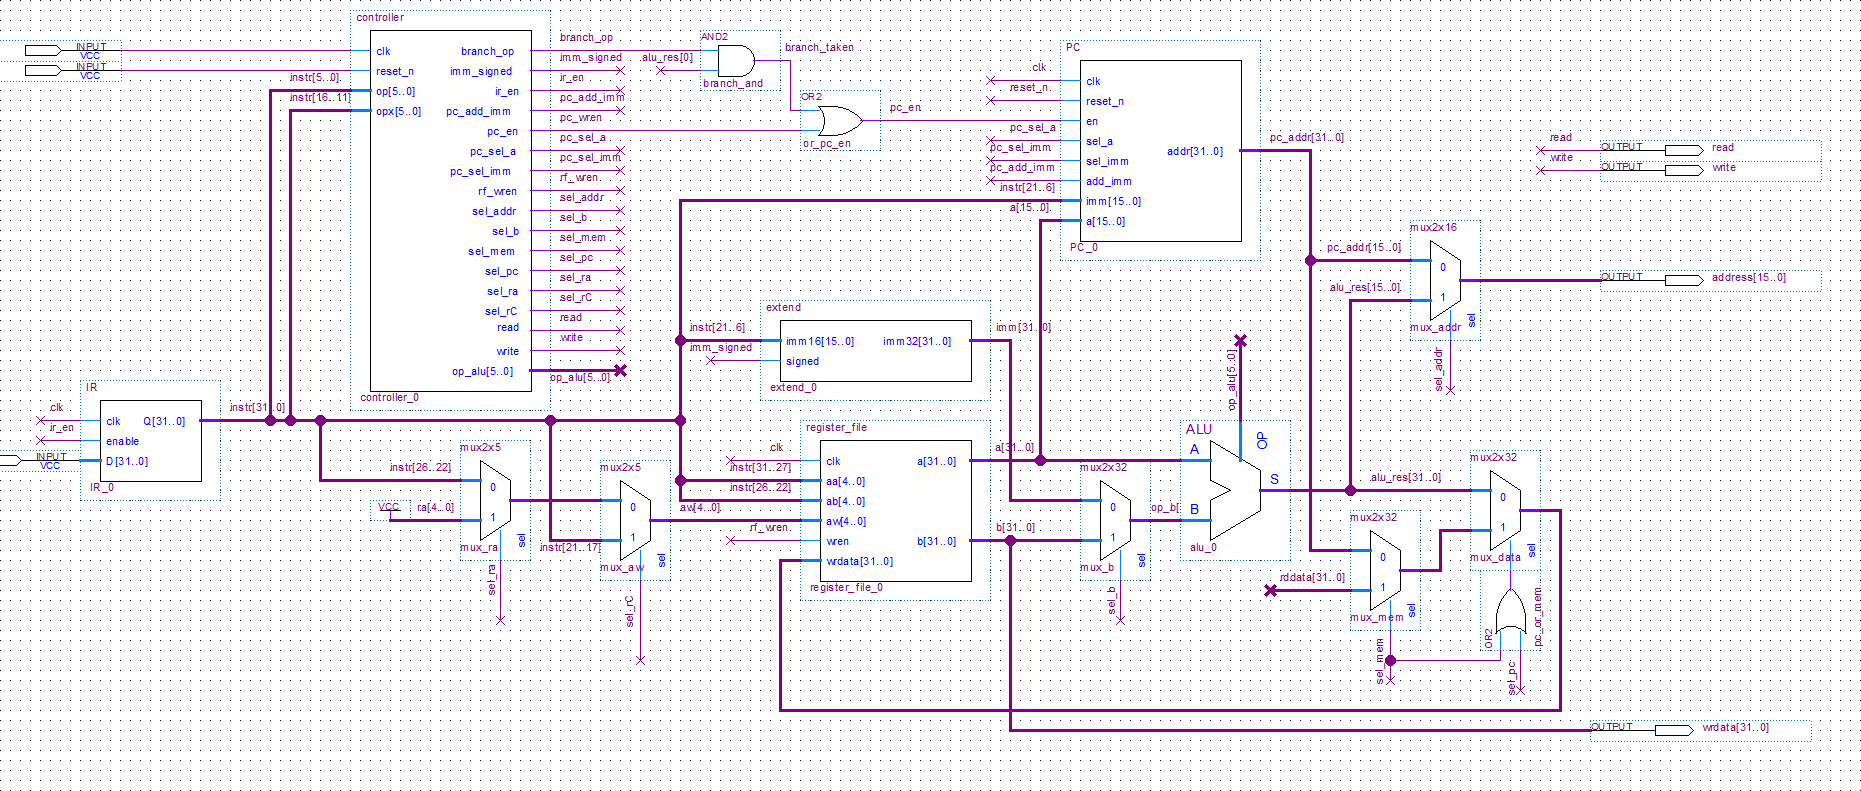 controller
INPUT
VCC
INPUT
VCC
clk
reset_n
op[5..0]
opx[5..0]
instr[5..0]
instr[16..11]
branch_op
imm_signed
ir_en
pc_add_imm
pc_en
pc_sel_a
pc_sel_imm
rf_wren
sel_addr
sel_b
sel_mem
sel_pc
sel_ra
sel_rC
read
write
op_alu[5..0]
controller_0
branch_op
imm_signed
ir_en
pc_add_imm
pc_wren
pc_sel_a
pc_sel_imm
rf_wren
sel_addr
sel_b
sel_mem
sel_pc
sel_ra
sel_rC
read
write
op_alu[5..0]
AND2
alu_res[0]
branch_and
branch_taken
OR2
or_pc_en
pc_en
PC
clk
reset_n
pc_sel_a
pc_sel_imm
pc_add_imm
instr[21..6]
a[15..0]
clk
reset_n
en
sel_a
sel_imm
add_imm
imm[15..0]
a[15..0]
addr[31..0]
PC_0
pc_addr[31..0]
read
write
OUTPUT
read
OUTPUT
write
mux2x16
pc_addr[15..0]
alu_res[15..0]
0
1
mux_addr
sel
sel_addr
OUTPUT
address[15..0]
extend
instr[21..6]
imm_signed
imm16[15..0]
signed
imm32[31..0]
extend_0
imm[31..0]
IR
clk
ir_en
INPUT
VCC
clk
enable
D[31..0]
Q[31..0]
IR_0
instr[31..0]
mux2x5
instr[26..22]
VCC
ra[4..0]
0
1
mux_ra
sel
sel_ra
mux2x5
instr[21..17]
0
1
mux_aw
sel
sel_rC
register_file
clk
instr[31..27]
instr[26..22]
aw[4..0]
rf_wren
clk
aa[4..0]
ab[4..0]
aw[4..0]
wren
wrdata[31..0]
a[31..0]
b[31..0]
register_file_0
a[31..0]
b[31..0]
mux2x32
0
1
mux_b
sel
sel_b
op_b[
op_alu[5..0]
ALU
OP
A
B
S
alu_0
alu_res[31..0]
mux2x32
rddata[31..0]
0
1
mux_mem
sel
sel_mem
mux2x32
0
1
mux_data
sel
OR2
pc_or_mem
sel_pc
OUTPUT
wrdata[31..0]